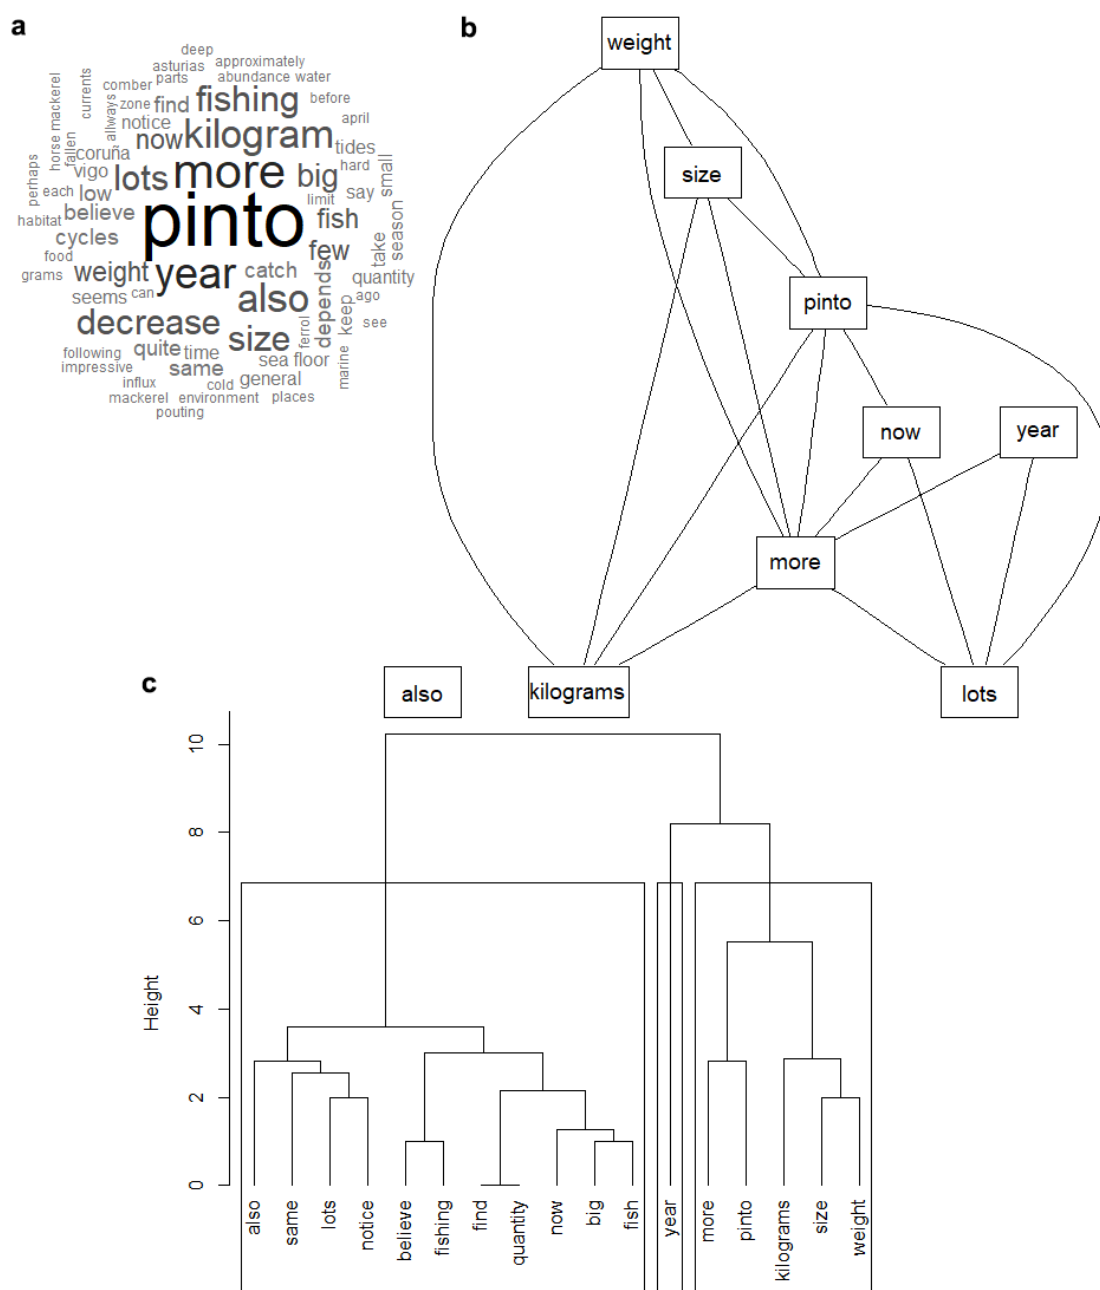 a
deep
asturias approximately
parts abundance water
comber
horse mackerel
currents
allways
zone find fishing before
notice
april
fallen
now kilogram tides
coruna
perhaps
vigo lots more big hard
small
each low limit say
habitat believe pinto fish
season
cycles few
take
food
grams weight year catch quantity
depends
seems can also ago
keep
decrease size ferrol see
following quite time sea floor
impressive same general
marine
influx cold
mackerel environment places
pouting
b
weight
size
pinto
now year
more
also kilograms lots
c
Height
10
8
6
4
2
0
also
same
lots
notice
believe
fishing
find
quantity
now
big
fish
year
more
pinto
kilograms
size
weight